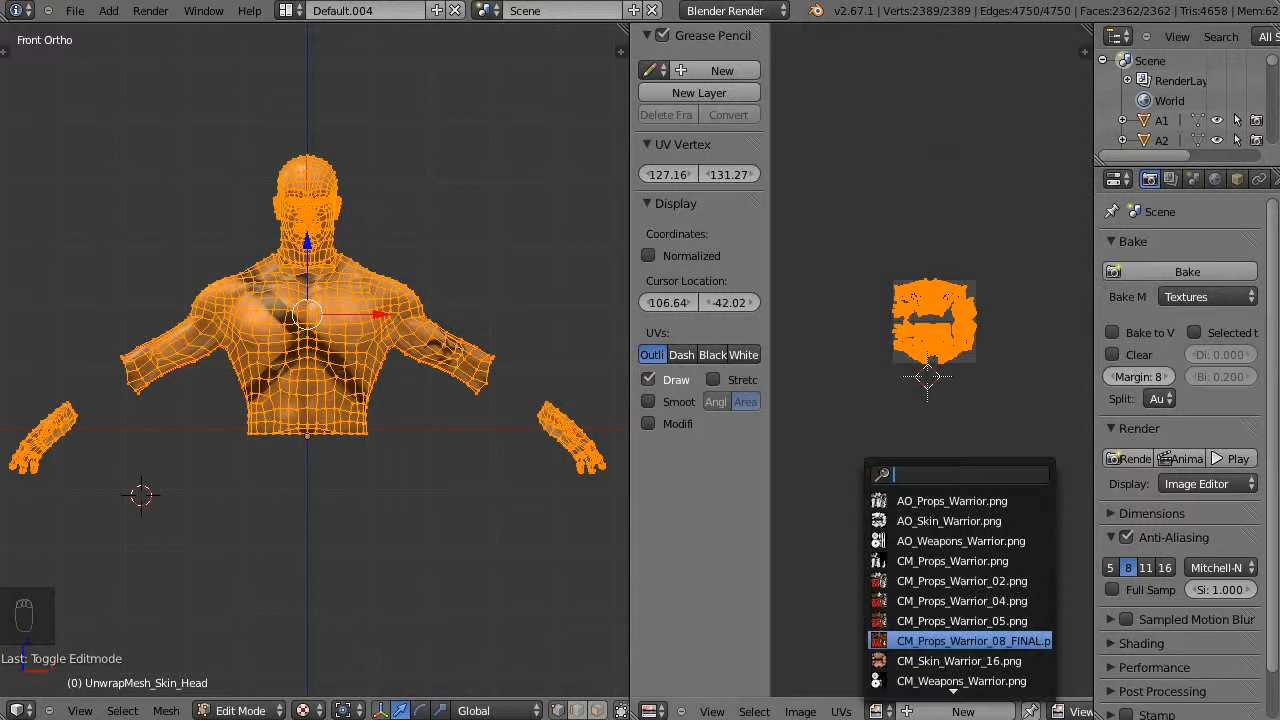 File Add Render Window Help Default.004 Scene Blender Render v2.67.1 | Verts:2389/2389 | Edges:4750/4750 | Faces:2362/2362 | Tris:4658 | Mem:62
Front Ortho
Grease Pencil
New
New Layer
Delete Fra Convert
UV Vertex
127.16 131.27
Display
Coordinates:
Normalized
Cursor Location:
106.64 -42.02
UVs:
Outli Dash Black White
Draw Stretc
Smoot Angl Area
Modifi
AO_Props_Warrior.png
AO_Skin_Warrior.png
AO_Weapons_Warrior.png
CM_Props_Warrior.png
CM_Props_Warrior_02.png
CM_Props_Warrior_04.png
CM_Props_Warrior_05.png
CM_Props_Warrior_08_FINAL.p
CM_Skin_Warrior_16.png
CM_Weapons_Warrior.png
View Search All S
Scene
RenderLay
World
A1
A2
Scene
Bake
Bake
Bake M Textures
Bake to V Selected t
Clear Di: 0.000
Margin: 8 Bi: 0.200
Split: Au
Render
Rende Anima Play
Display: Image Editor
Dimensions
Anti-Aliasing
5 8 11 16 Mitchell-N
Full Samp Si: 1.000
Sampled Motion Blur
Shading
Performance
Post Processing
Stamp
Last: Toggle Editmode
(0) UnwrapMesh_Skin_Head
View Select Mesh Edit Mode Global
View Select Image UVs New View